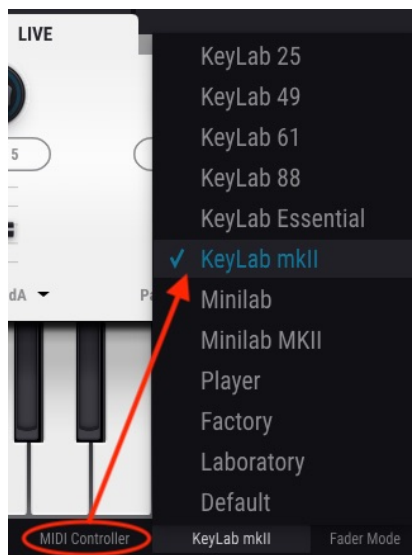 LIVE
5
dA
Pa
KeyLab 25
KeyLab 49
KeyLab 61
KeyLab 88
KeyLab Essential
✓ KeyLab mkII
Minilab
Minilab MKII
Player
Factory
Laboratory
Default
MIDI Controller
KeyLab mkII
Fader Mode